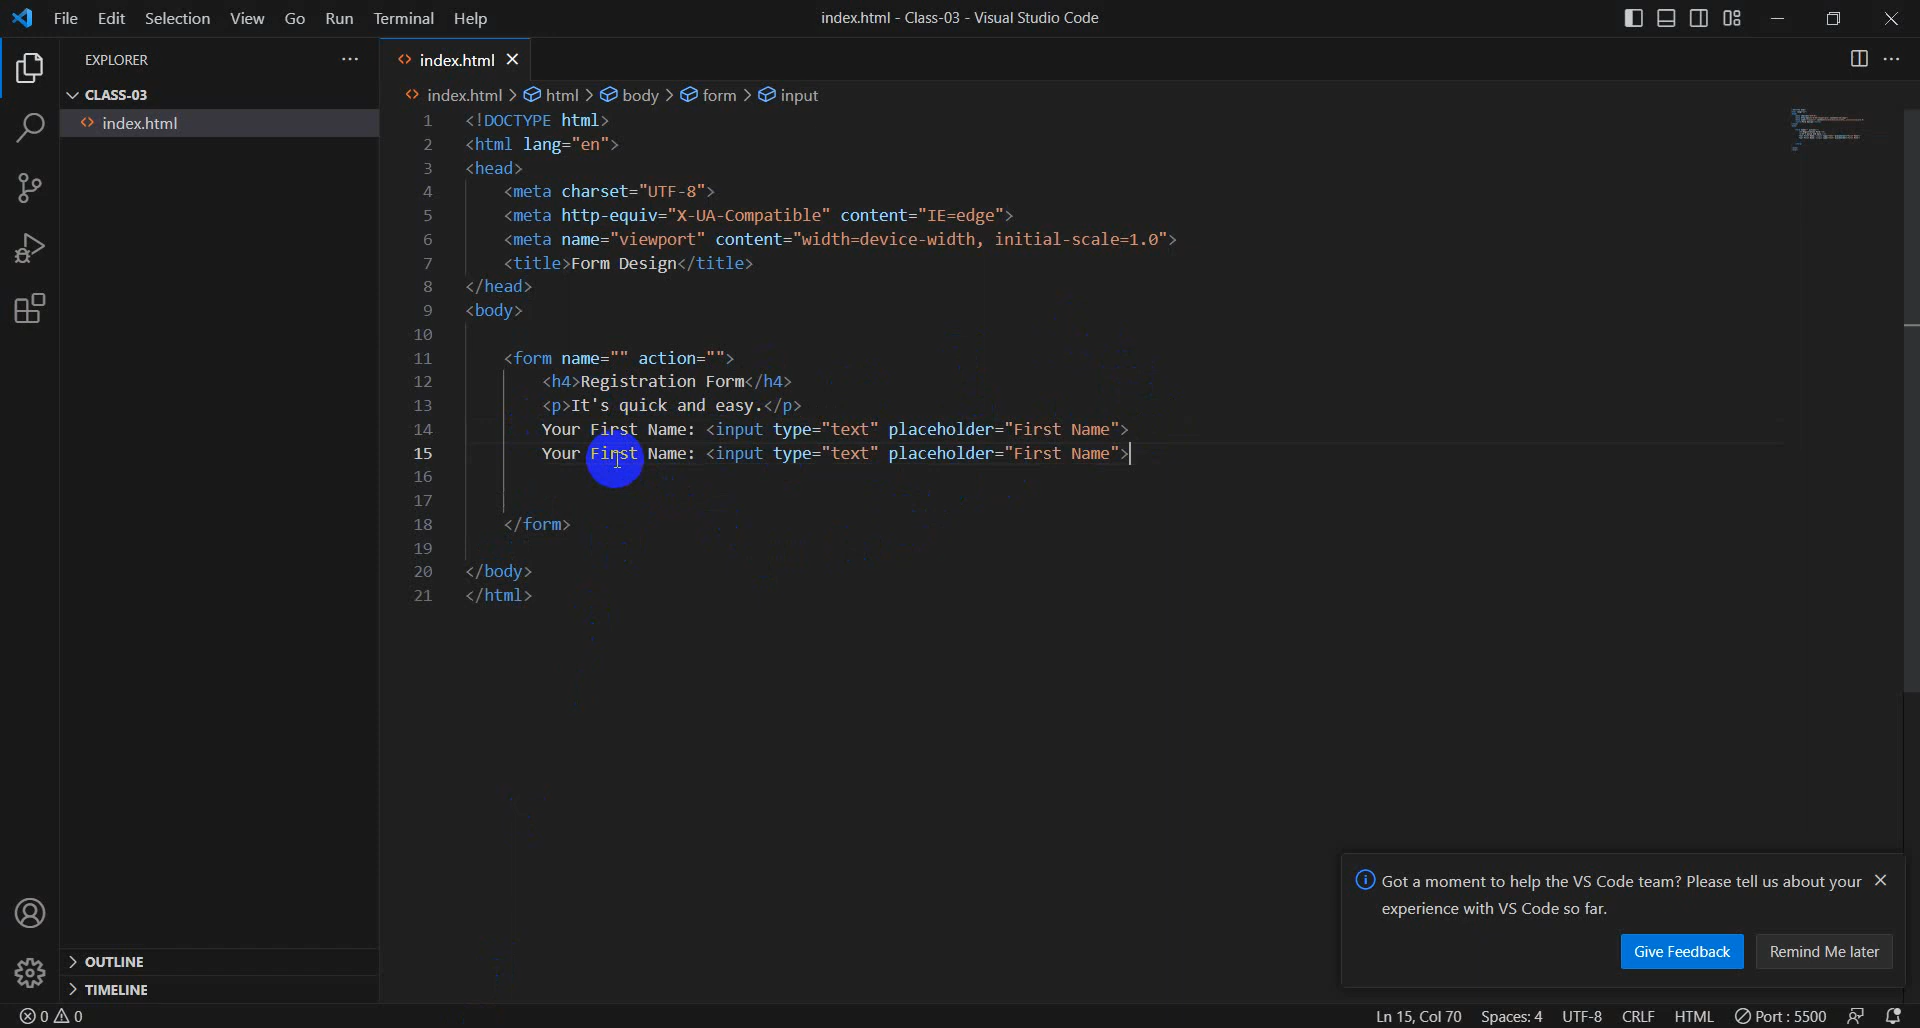 File Edit Selection View Go Run Terminal Help
index.html - Class-03 - Visual Studio Code
EXPLORER
CLASS-03
index.html
index.html
index.html > html > body > form > input
1 <!DOCTYPE html>
2 <html lang="en">
3 <head>
4 <meta charset="UTF-8">
5 <meta http-equiv="X-UA-Compatible" content="IE=edge">
6 <meta name="viewport" content="width=device-width, initial-scale=1.0">
7 <title>Form Design</title>
8 </head>
9 <body>
10
11 <form name="" action="">
12 <h4>Registration Form</h4>
13 <p>It's quick and easy.</p>
14 Your First Name: <input type="text" placeholder="First Name">
15 Your First Name: <input type="text" placeholder="First Name">
16
17
18 </form>
19
20 </body>
21 </html>
Got a moment to help the VS Code team? Please tell us about your
experience with VS Code so far.
Give Feedback Remind Me later
OUTLINE
TIMELINE
0 0 Ln 15, Col 70 Spaces: 4 UTF-8 CRLF HTML Port : 5500